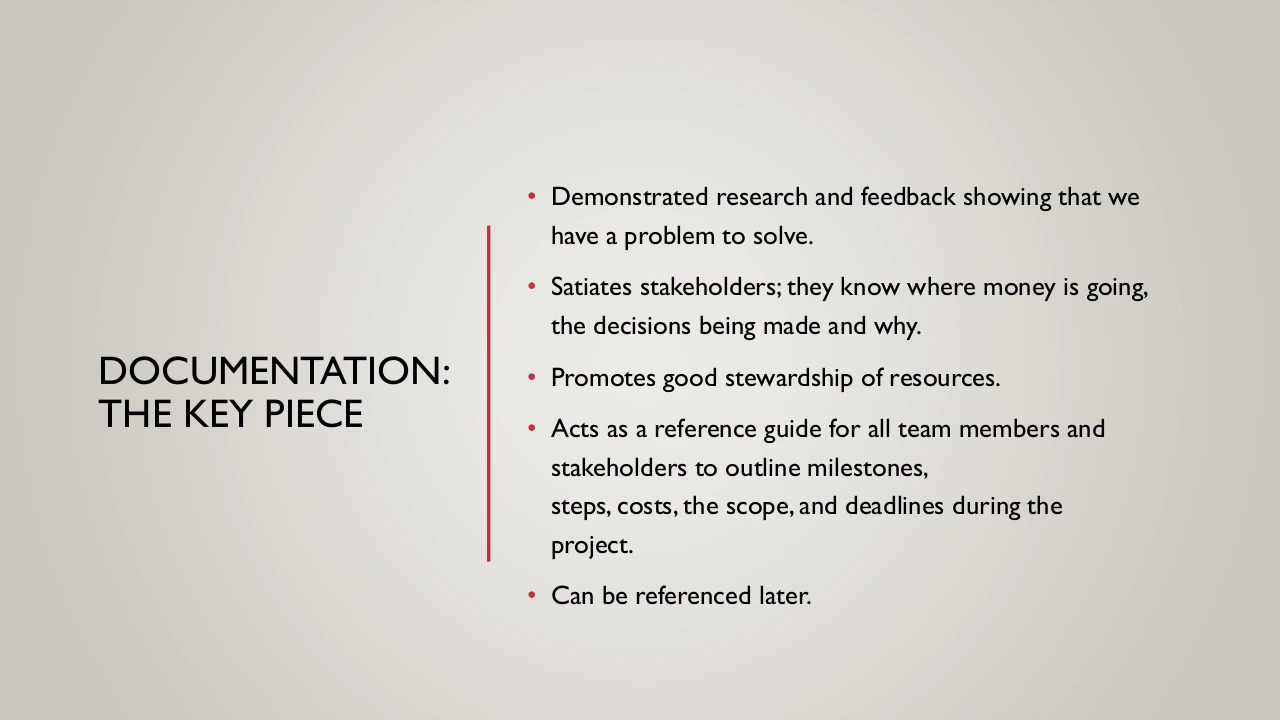 DOCUMENTATION:
THE KEY PIECE
• Demonstrated research and feedback showing that we
have a problem to solve.
• Satiates stakeholders; they know where money is going,
the decisions being made and why.
• Promotes good stewardship of resources.
• Acts as a reference guide for all team members and
stakeholders to outline milestones,
steps, costs, the scope, and deadlines during the
project.
• Can be referenced later.